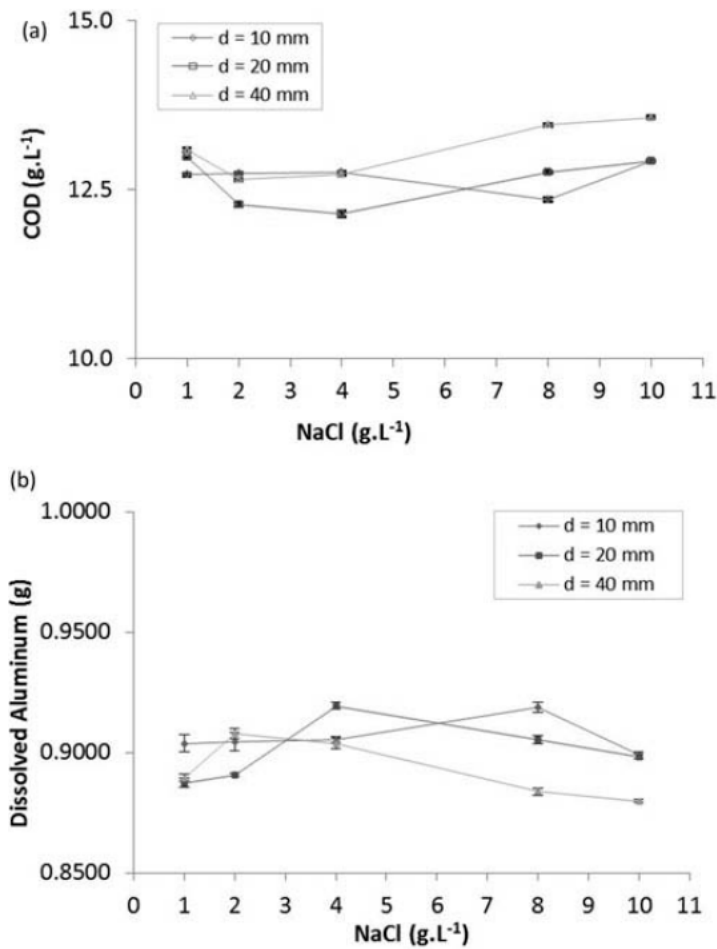 (a)
15.0
12.5
10.0
COD (g.L-1)
d = 10 mm
d = 20 mm
d = 40 mm
0 1 2 3 4 5 6 7 8 9 10 11
NaCl (g.L-1)
(b)
1.0000
0.9500
0.9000
0.8500
Dissolved Aluminum (g)
d = 10 mm
d = 20 mm
d = 40 mm
0 1 2 3 4 5 6 7 8 9 10 11
NaCl (g.L-1)